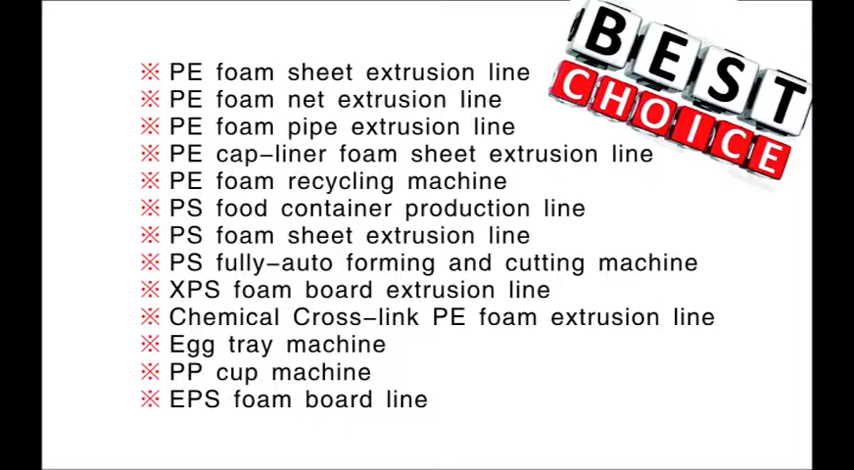 ※ PE foam sheet extrusion line
※ PE foam net extrusion line
※ PE foam pipe extrusion line
※ PE cap-liner foam sheet extrusion line
※ PE foam recycling machine
※ PS food container production line
※ PS foam sheet extrusion line
※ PS fully-auto forming and cutting machine
※ XPS foam board extrusion line
※ Chemical Cross-link PE foam extrusion line
※ Egg tray machine
※ PP cup machine
※ EPS foam board line
BEST
CHOICE